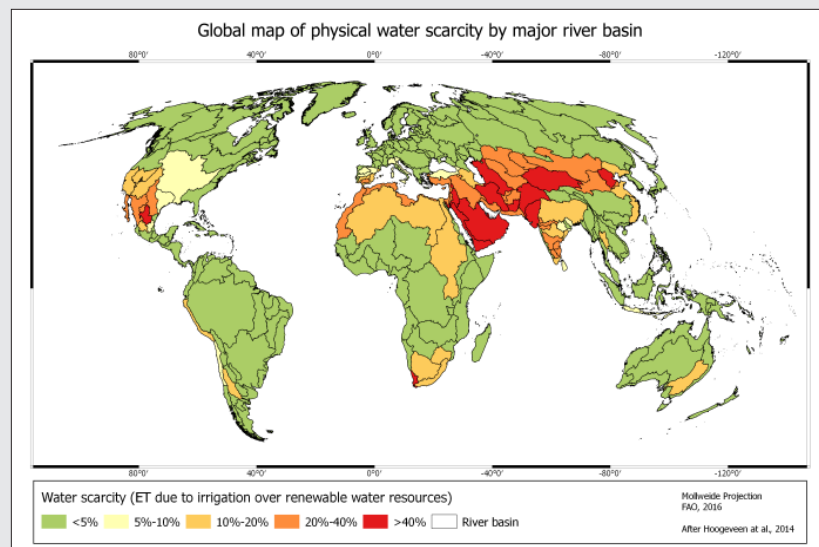 Global map of physical water scarcity by major river basin
80°0' 40°0' 0°0' -40°0' -80°0' -120°0'
80°0' 40°0' 0°0' -40°0' -80°0' -120°0'
Water scarcity (ET due to irrigation over renewable water resources)
<5% 5%-10% 10%-20% 20%-40% >40% River basin
Mollweide Projection
FAO, 2016
After Hoogeveen at al., 2014